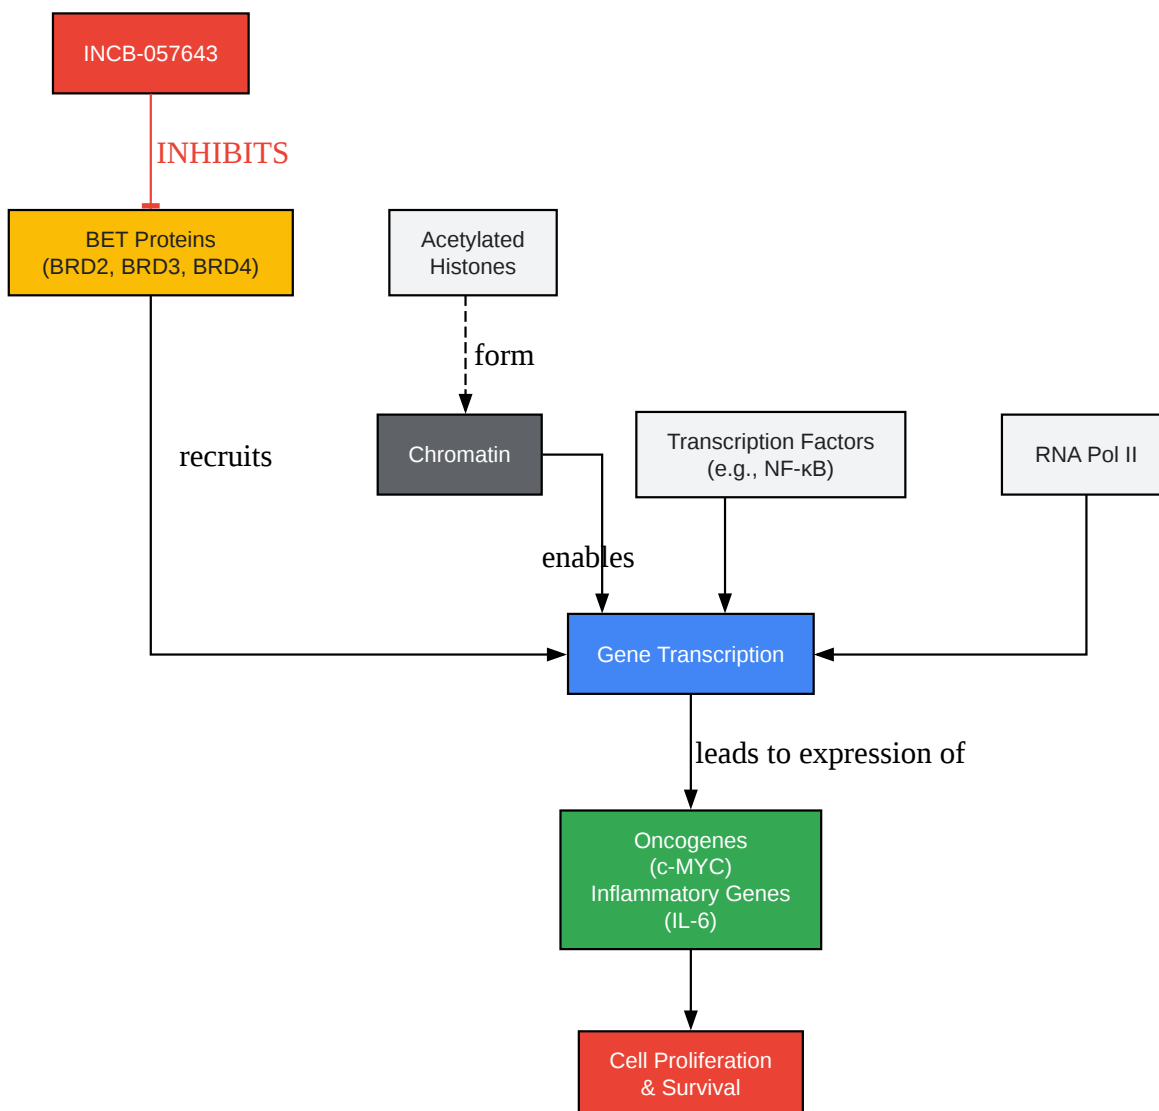 INCB-057643
INHIBITS
BET Proteins
(BRD2, BRD3, BRD4)
Acetylated
Histones
form
recruits
Chromatin
Transcription Factors
(e.g., NF-κB)
RNA Pol II
enables
Gene Transcription
leads to expression of
Oncogenes
(c-MYC)
Inflammatory Genes
(IL-6)
Cell Proliferation
& Survival